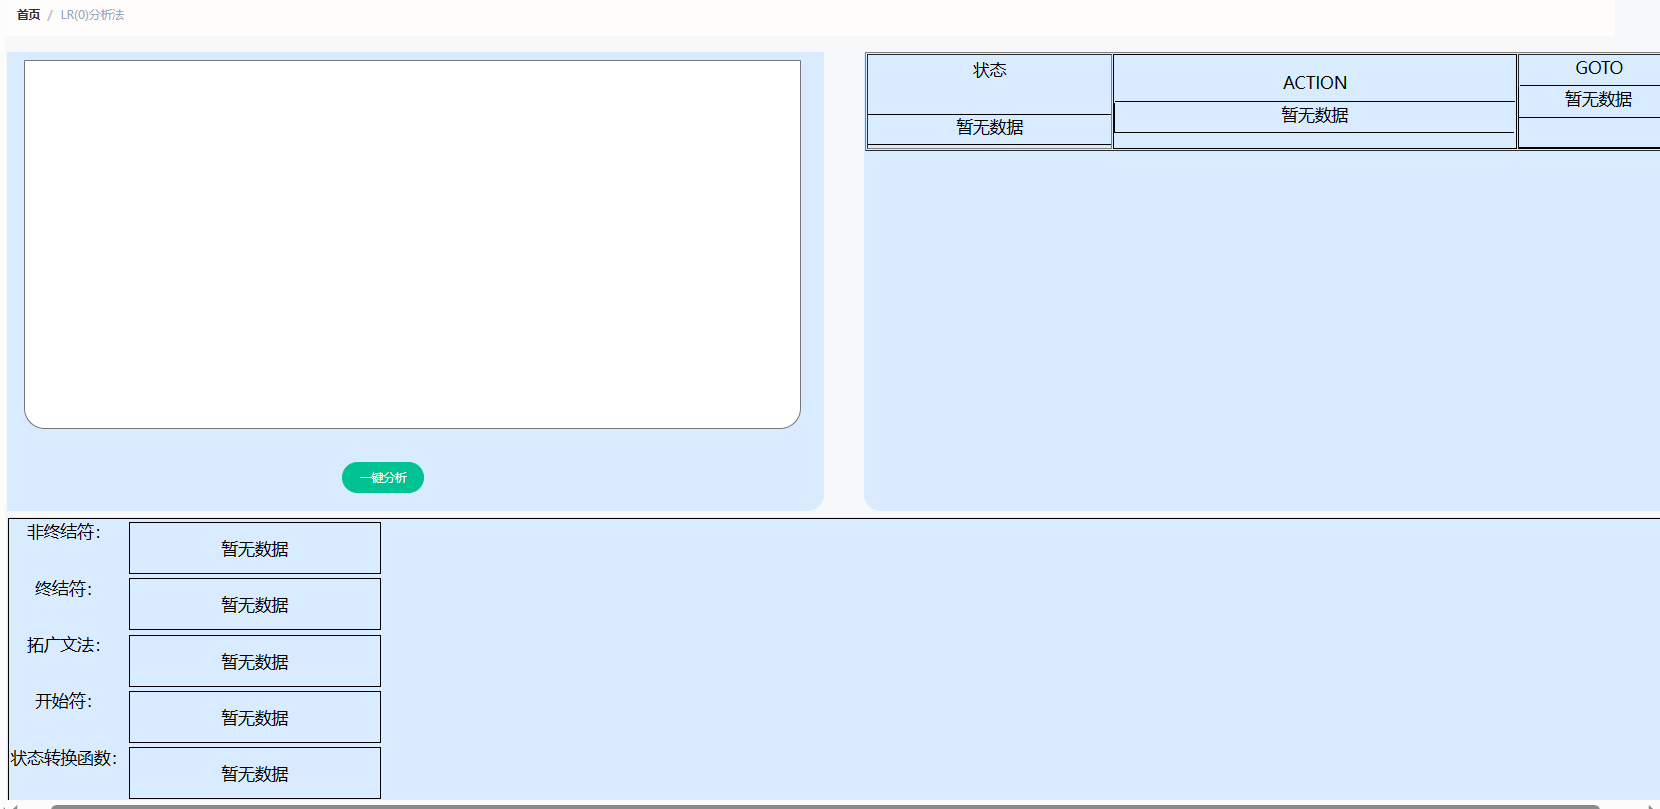 首页 / LR(0)分析法
状态
ACTION
GOTO
暂无数据
暂无数据
暂无数据
一键分析
非终结符：
暂无数据
终结符：
暂无数据
拓广文法：
暂无数据
开始符：
暂无数据
状态转换函数：
暂无数据